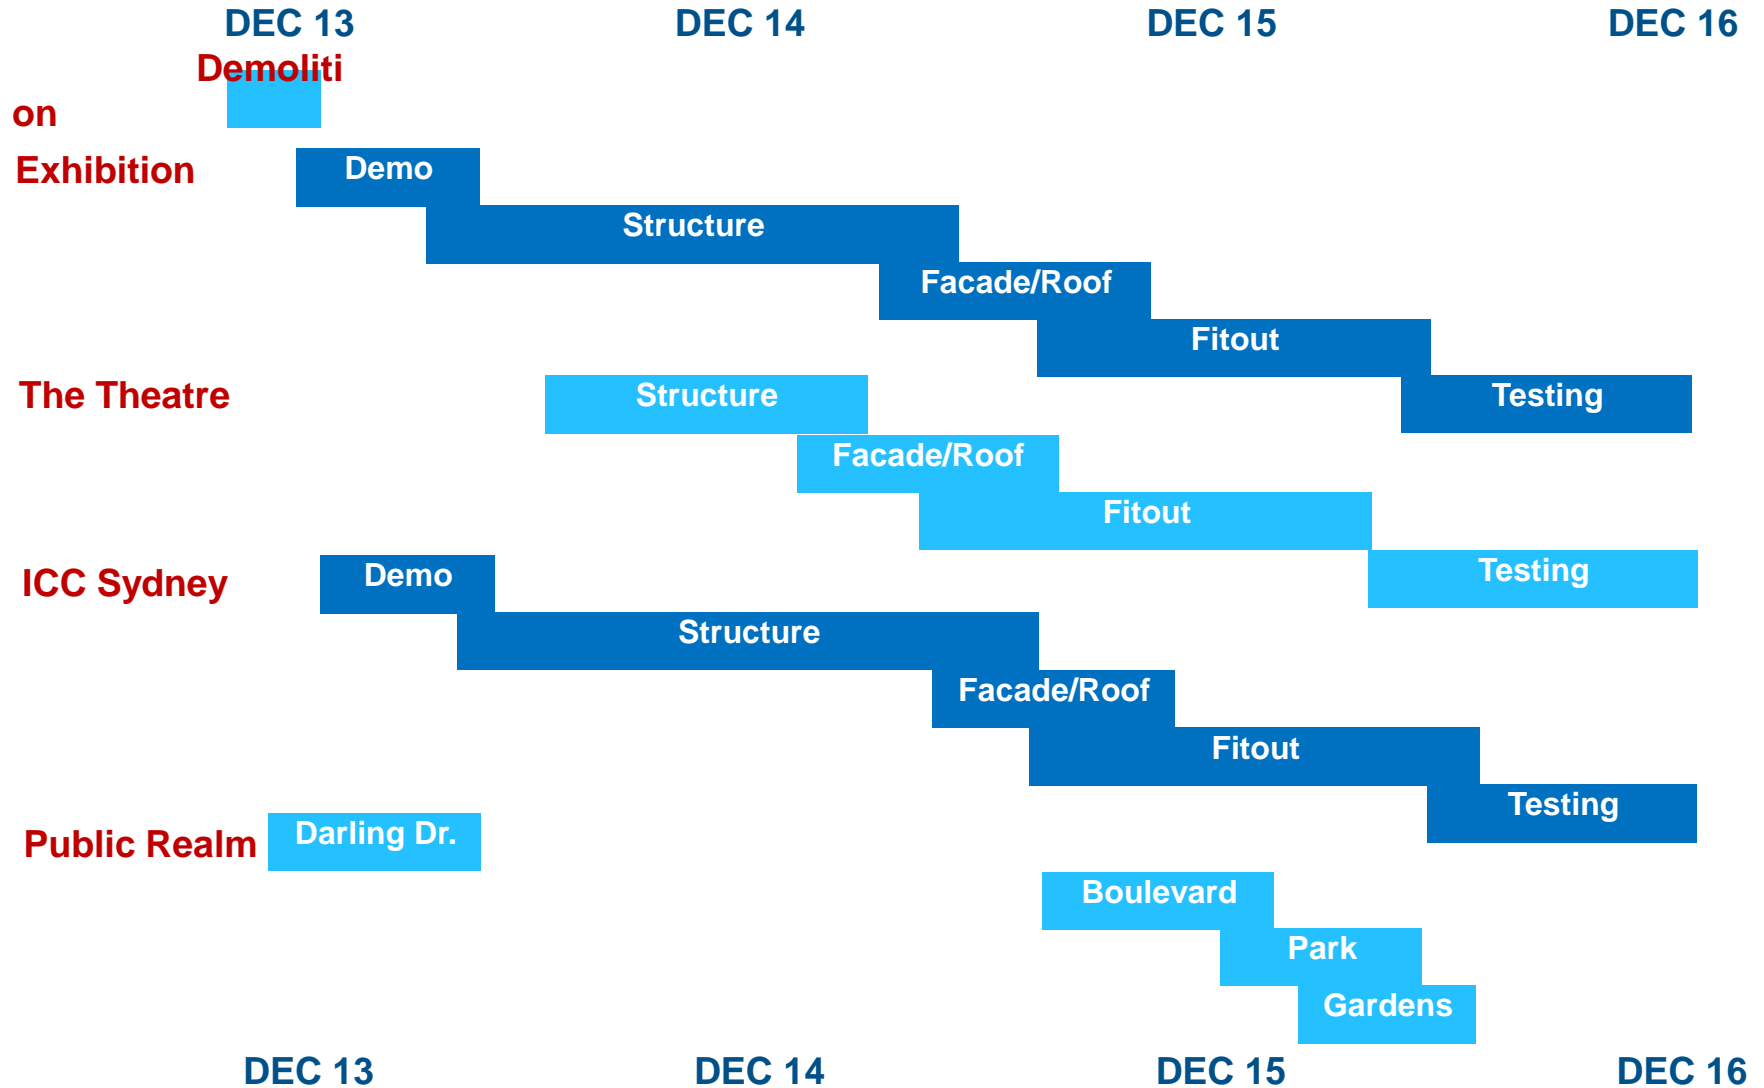 DEC 13 DEC 14 DEC 15 DEC 16
Demoliti
on
Exhibition Demo
Structure
Facade/Roof
Fitout
The Theatre Structure Testing
Facade/Roof
Fitout
ICC Sydney Demo Testing
Structure
Facade/Roof
Fitout
Testing
Public Realm Darling Dr.
Boulevard
Park
Gardens
DEC 13 DEC 14 DEC 15 DEC 16